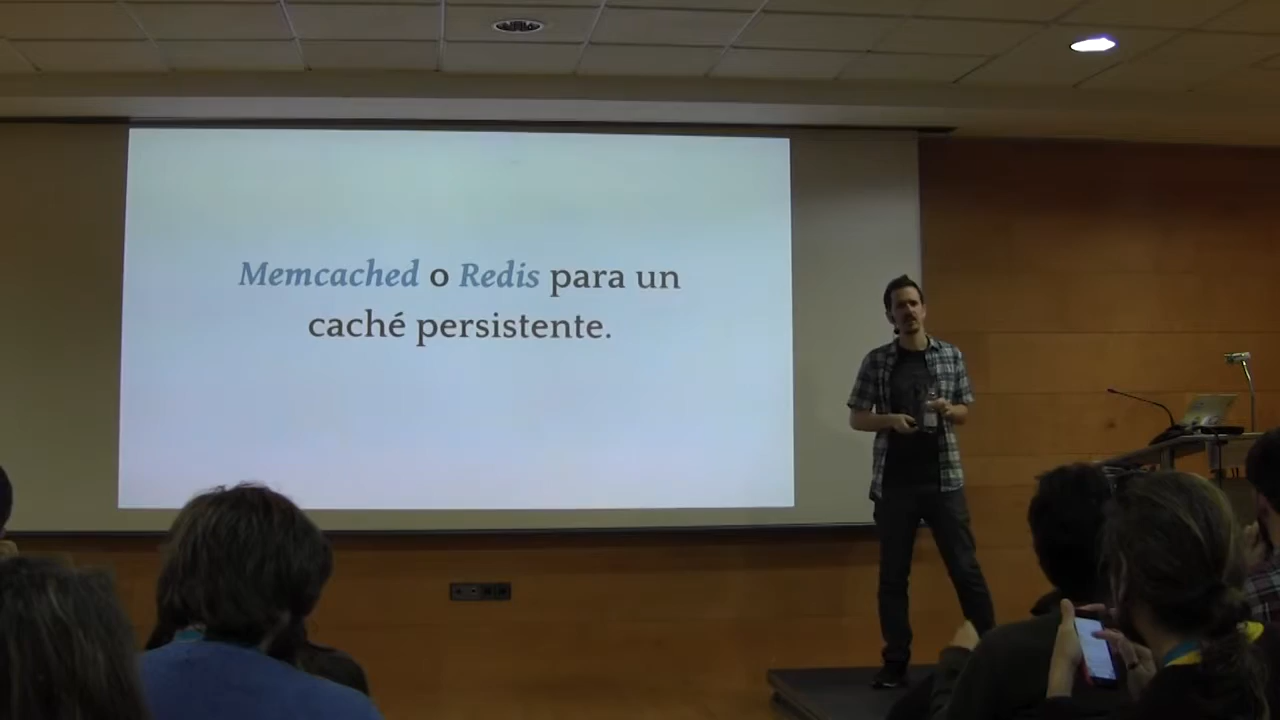 Memcached o Redis para un
caché persistente.